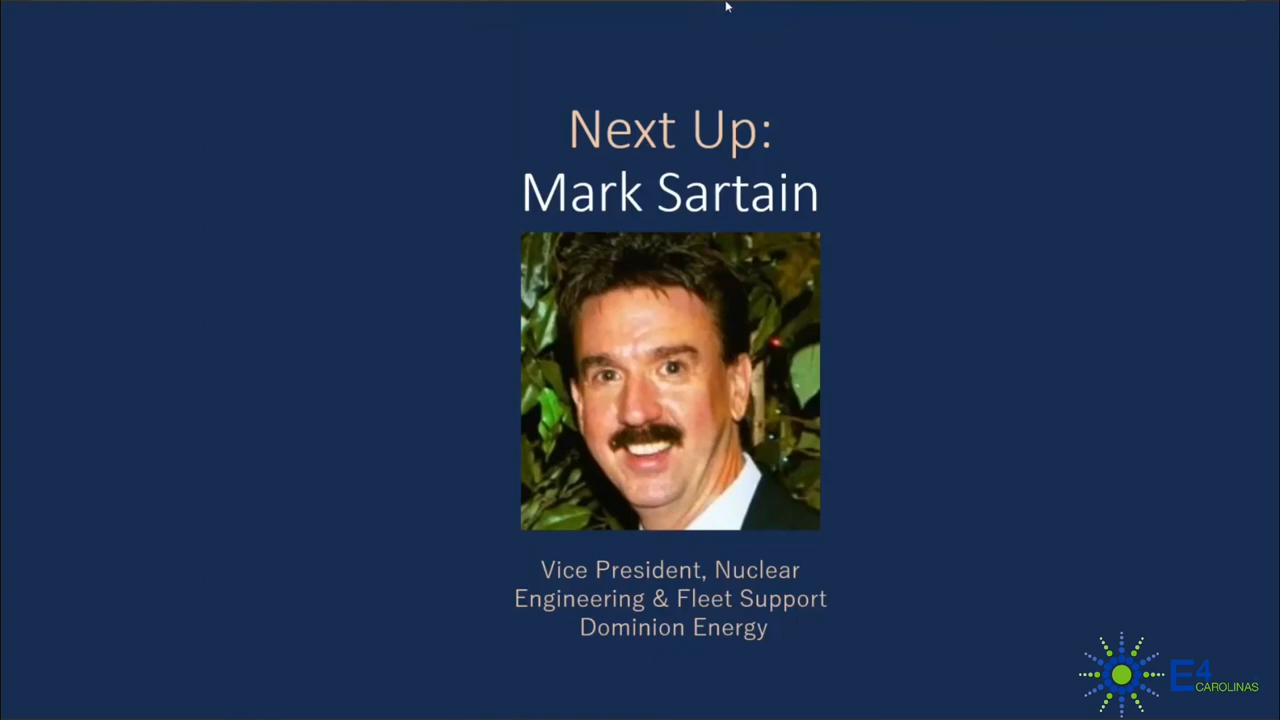 Next Up:
Mark Sartain
Vice President, Nuclear
Engineering & Fleet Support
Dominion Energy
E4
CAROLINAS